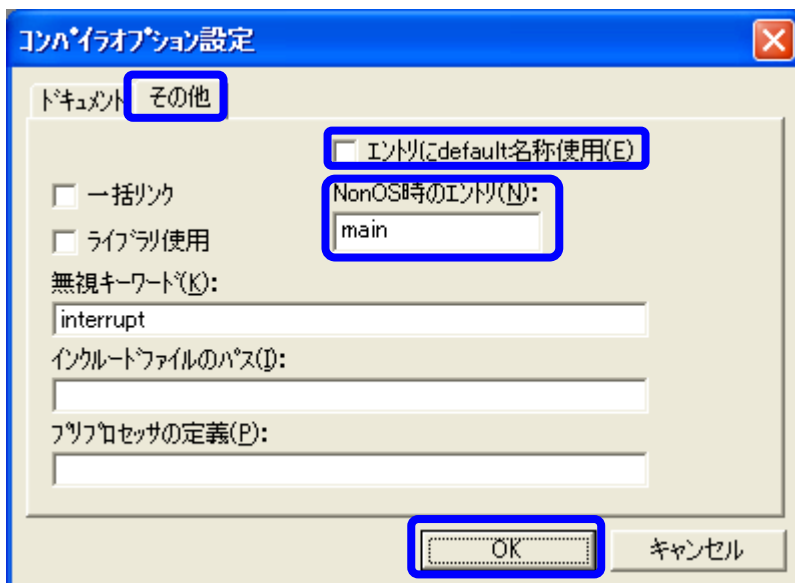 コンパイラオプション設定
ドキュメント その他
エントリにdefault名称使用(E)
一括リンク
NonOS時のエントリ(N):
ライブラリ使用
main
無視キーワード(K):
interrupt
インクルードファイルのパス(I):
プリプロセッサの定義(P):
OK キャンセル